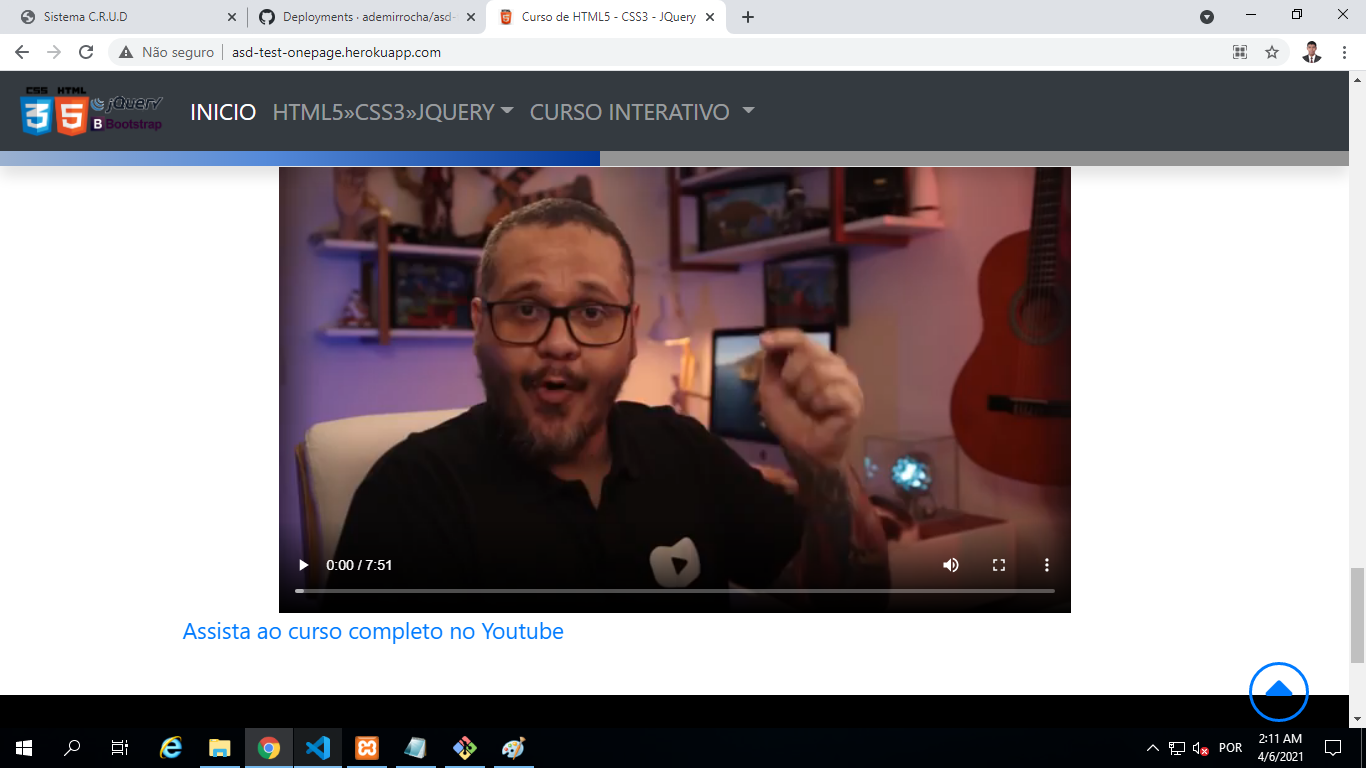 Sistema C.R.U.D
Deployments · ademirrocha/asd-
Curso de HTML5 - CSS3 - JQuery
Não seguro
asd-test-onepage.herokuapp.com
CSS HTML
3 5
jQuery
B Bootstrap
INICIO
HTML5»CSS3»JQUERY
CURSO INTERATIVO
0:00 / 7:51
Assista ao curso completo no Youtube
POR
2:11 AM
4/6/2021